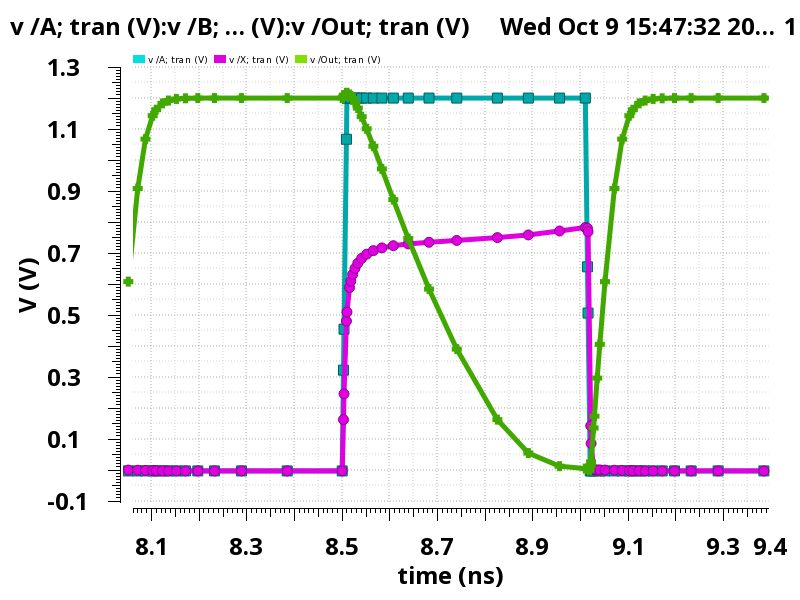 v /A; tran (V):v /B; ... (V):v /Out; tran (V) Wed Oct 9 15:47:32 20... 1
v /A; tran (V) v /X; tran (V) v /Out; tran (V)
1.3
1.1
0.9
0.7
0.5
0.3
0.1
-0.1
V (V)
8.1 8.3 8.5 8.7 8.9 9.1 9.3 9.4
time (ns)